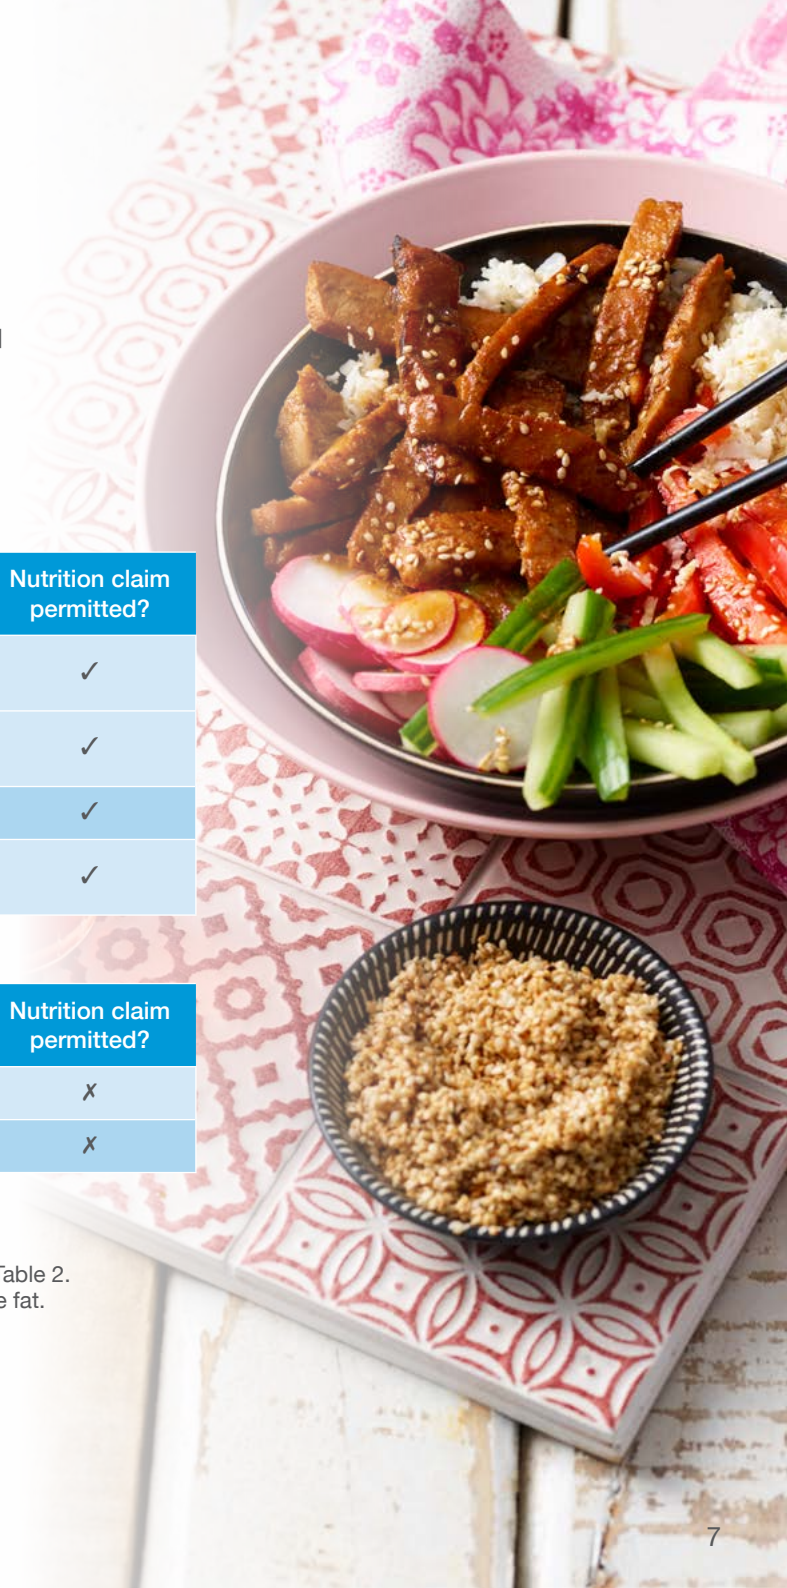 Nutrition claim
permitted?
✓
✓
✓
✓
Nutrition claim
permitted?
✗
✗
Table 2.
fat.
7